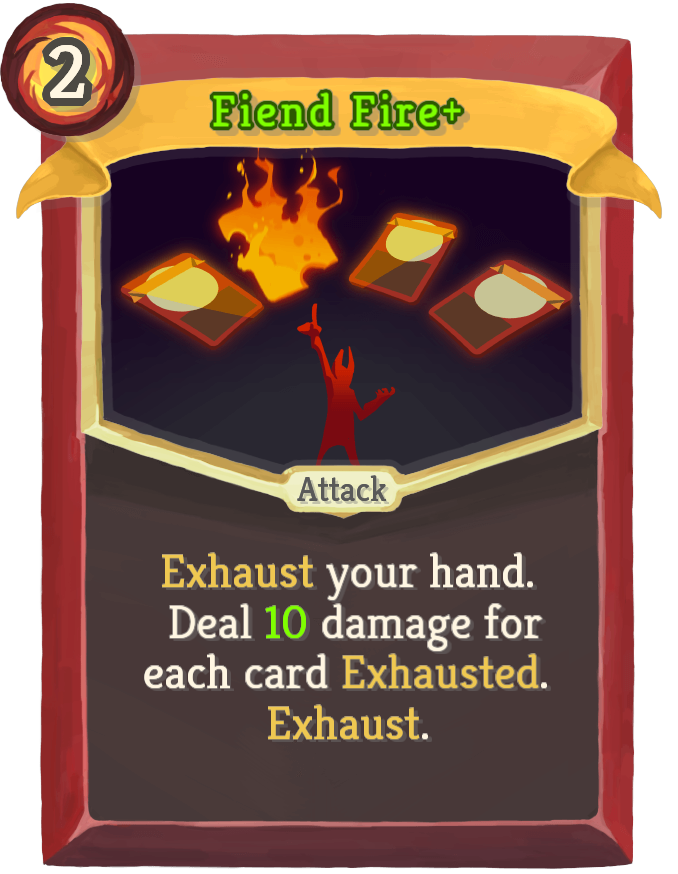 2
Fiend Fire+
Attack
Exhaust your hand.
Deal 10 damage for
each card Exhausted.
Exhaust.